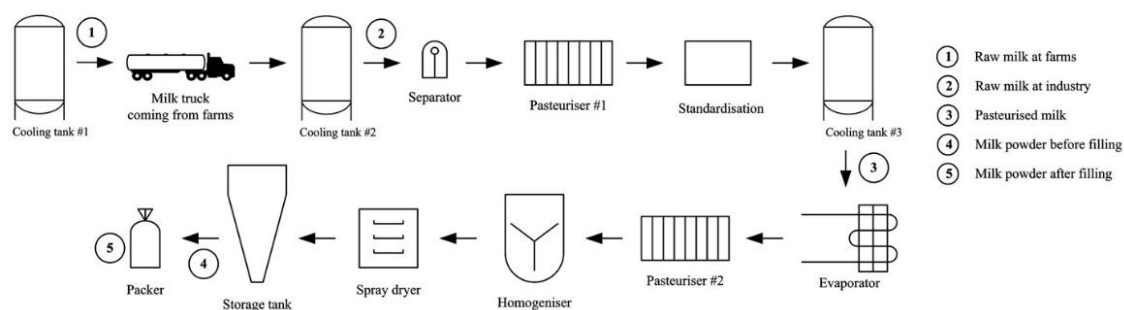 1
Milk truck
coming from farms
Cooling tank #1
2
Cooling tank #2
Separator
Pasteuriser #1
Standardisation
Cooling tank #3
1 Raw milk at farms
2 Raw milk at industry
3 Pasteurised milk
4 Milk powder before filling
5 Milk powder after filling
3
5
Packer
4
Storage tank
Spray dryer
Homogeniser
Pasteuriser #2
Evaporator